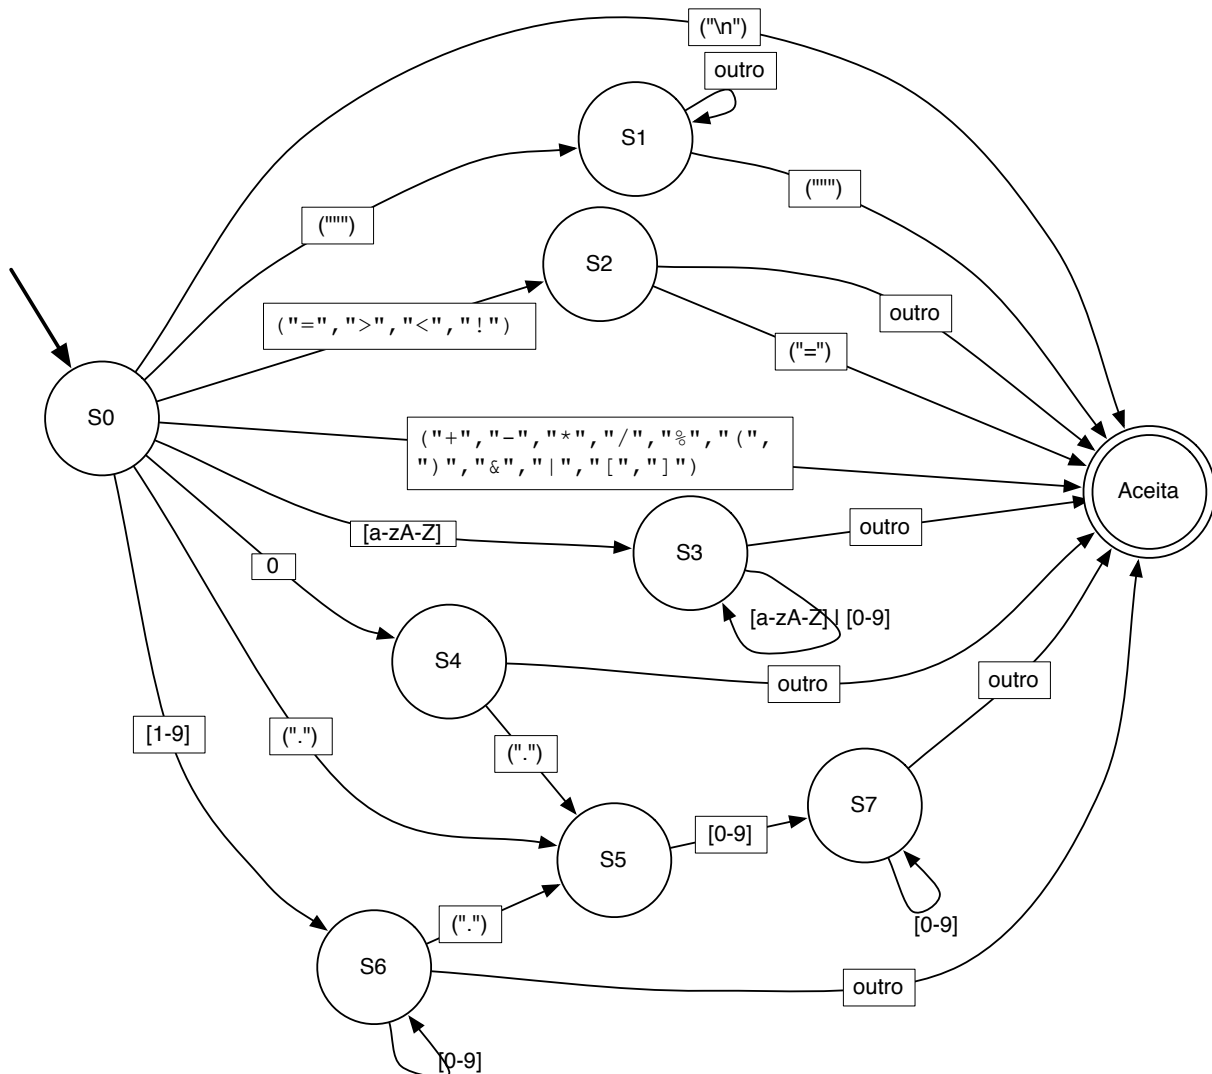 ("\n")
outro
S1
(""")
(""")
S2
outro
("=",">","<","!")
("=")
S0
("+","-","*","/","%","(",
")","&","|","[","]")
Aceita
[a-zA-Z]
outro
S3
0
[a-zA-Z] | [0-9]
S4
outro
outro
[1-9]
(".")
(".")
S7
[0-9]
S5
(".")
[0-9]
S6
outro
[0-9]